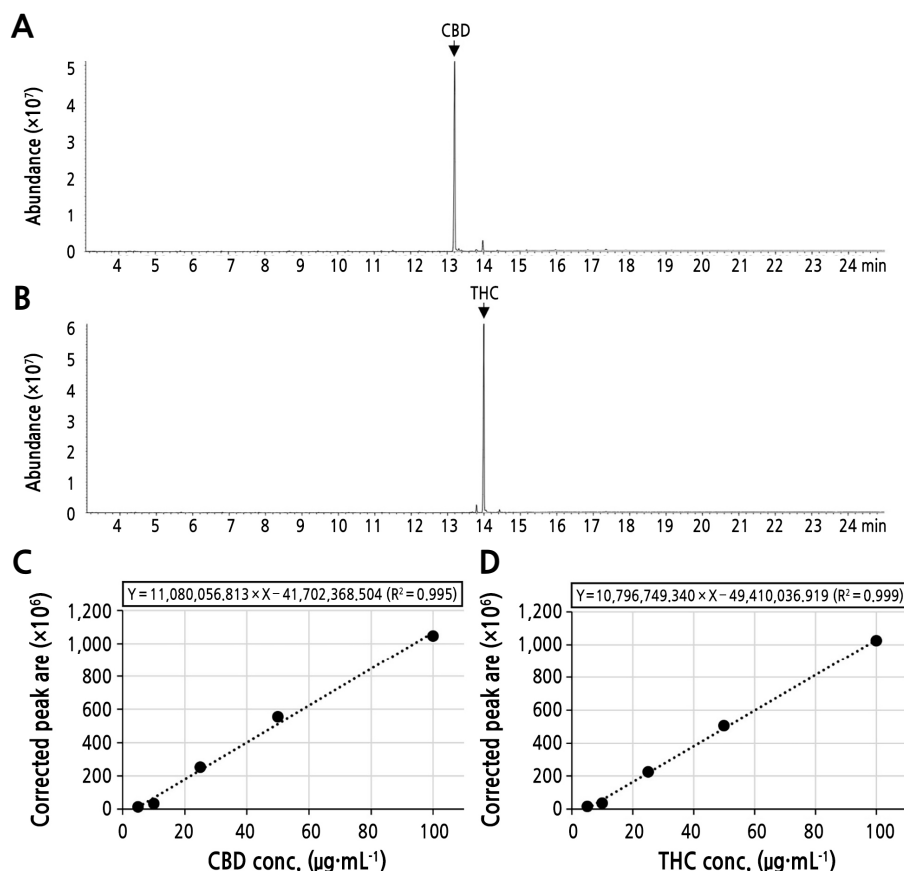 A
CBD
Abundance (×10⁷)
5
4
3
2
1
0
4 5 6 7 8 9 10 11 12 13 14 15 16 17 18 19 20 21 22 23 24 min
B
THC
Abundance (×10⁷)
6
5
4
3
2
1
0
4 5 6 7 8 9 10 11 12 13 14 15 16 17 18 19 20 21 22 23 24 min
C
Y=11,080,056.813×X−41,702,368.504 (R²=0.995)
Corrected peak are (×10⁶)
1,200
1,000
800
600
400
200
0
0 20 40 60 80 100
CBD conc. (μg·mL⁻¹)
D
Y=10,796,749.340×X−49,410,036.919 (R²=0.999)
Corrected peak are (×10⁶)
1,200
1,000
800
600
400
200
0
0 20 40 60 80 100
THC conc. (μg·mL⁻¹)